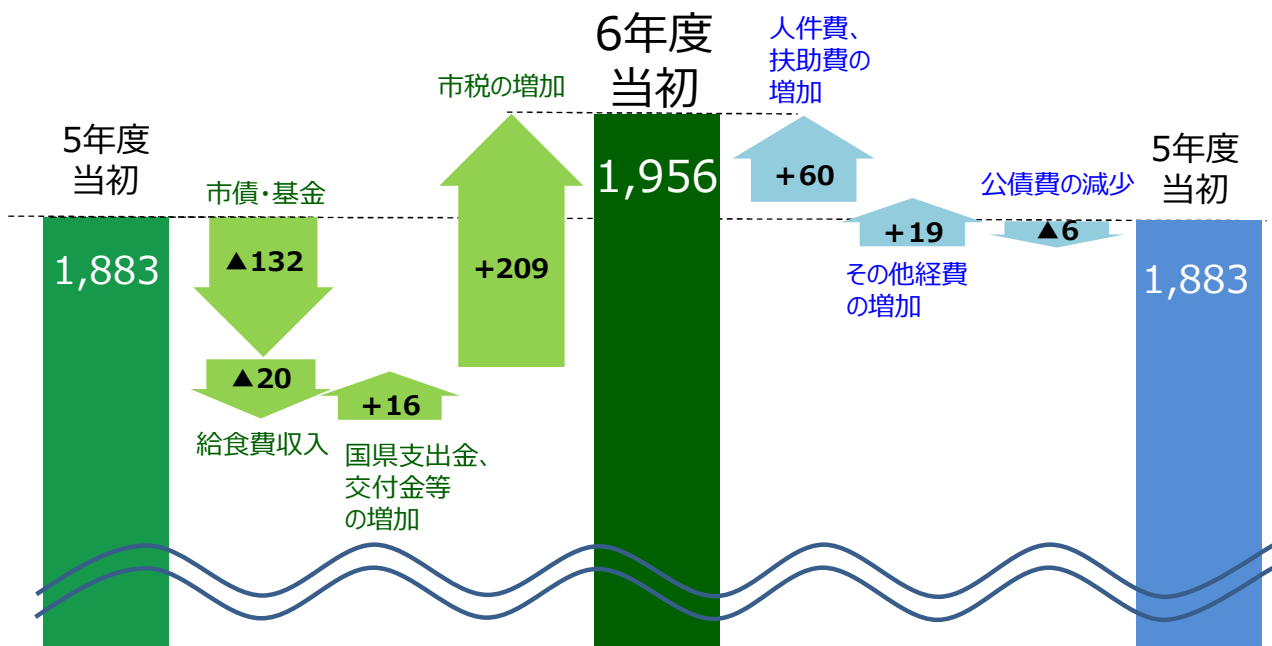 5年度
当初
1,883
市債・基金
▲132
▲20
給食費収入
+16
国県支出金、
交付金等
の増加
市税の増加
+209
6年度
当初
1,956
人件費、
扶助費の
増加
+60
+19
その他経費
の増加
公債費の減少
▲6
5年度
当初
1,883